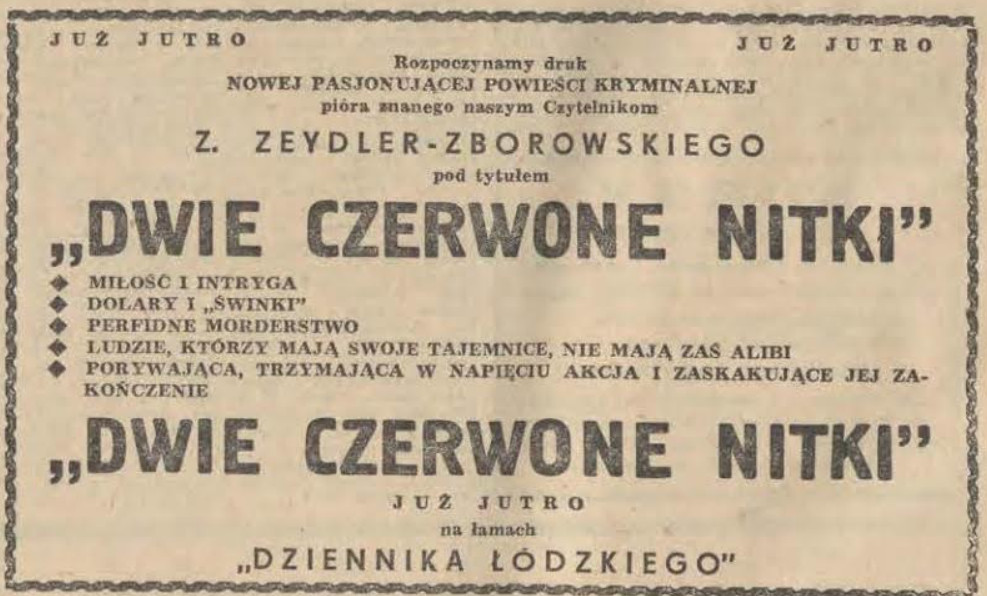 JUŻ JUTRO JUŻ JUTRO
Rozpoczynamy druk
NOWEJ PASJONUJĄCEJ POWIEŚCI KRYMINALNEJ
pióra znanego naszym Czytelnikom
Z. ZEYDLER-ZBOROWSKIEGO
pod tytułem
„DWIE CZERWONE NITKI”
◆ MIŁOŚĆ I INTRYGA
◆ DOLARY I „ŚWINKI”
◆ PERFIDNE MORDERSTWO
◆ LUDZIE, KTÓRZY MAJĄ SWOJE TAJEMNICE, NIE MAJĄ ZAŚ ALIBI
◆ PORYWAJĄCA, TRZYMAJĄCA W NAPIĘCIU AKCJA I ZASKAKUJĄCE JEJ ZA-
KOŃCZENIE
„DWIE CZERWONE NITKI”
JUŻ JUTRO
na łamach
„DZIENNIKA ŁÓDZKIEGO”